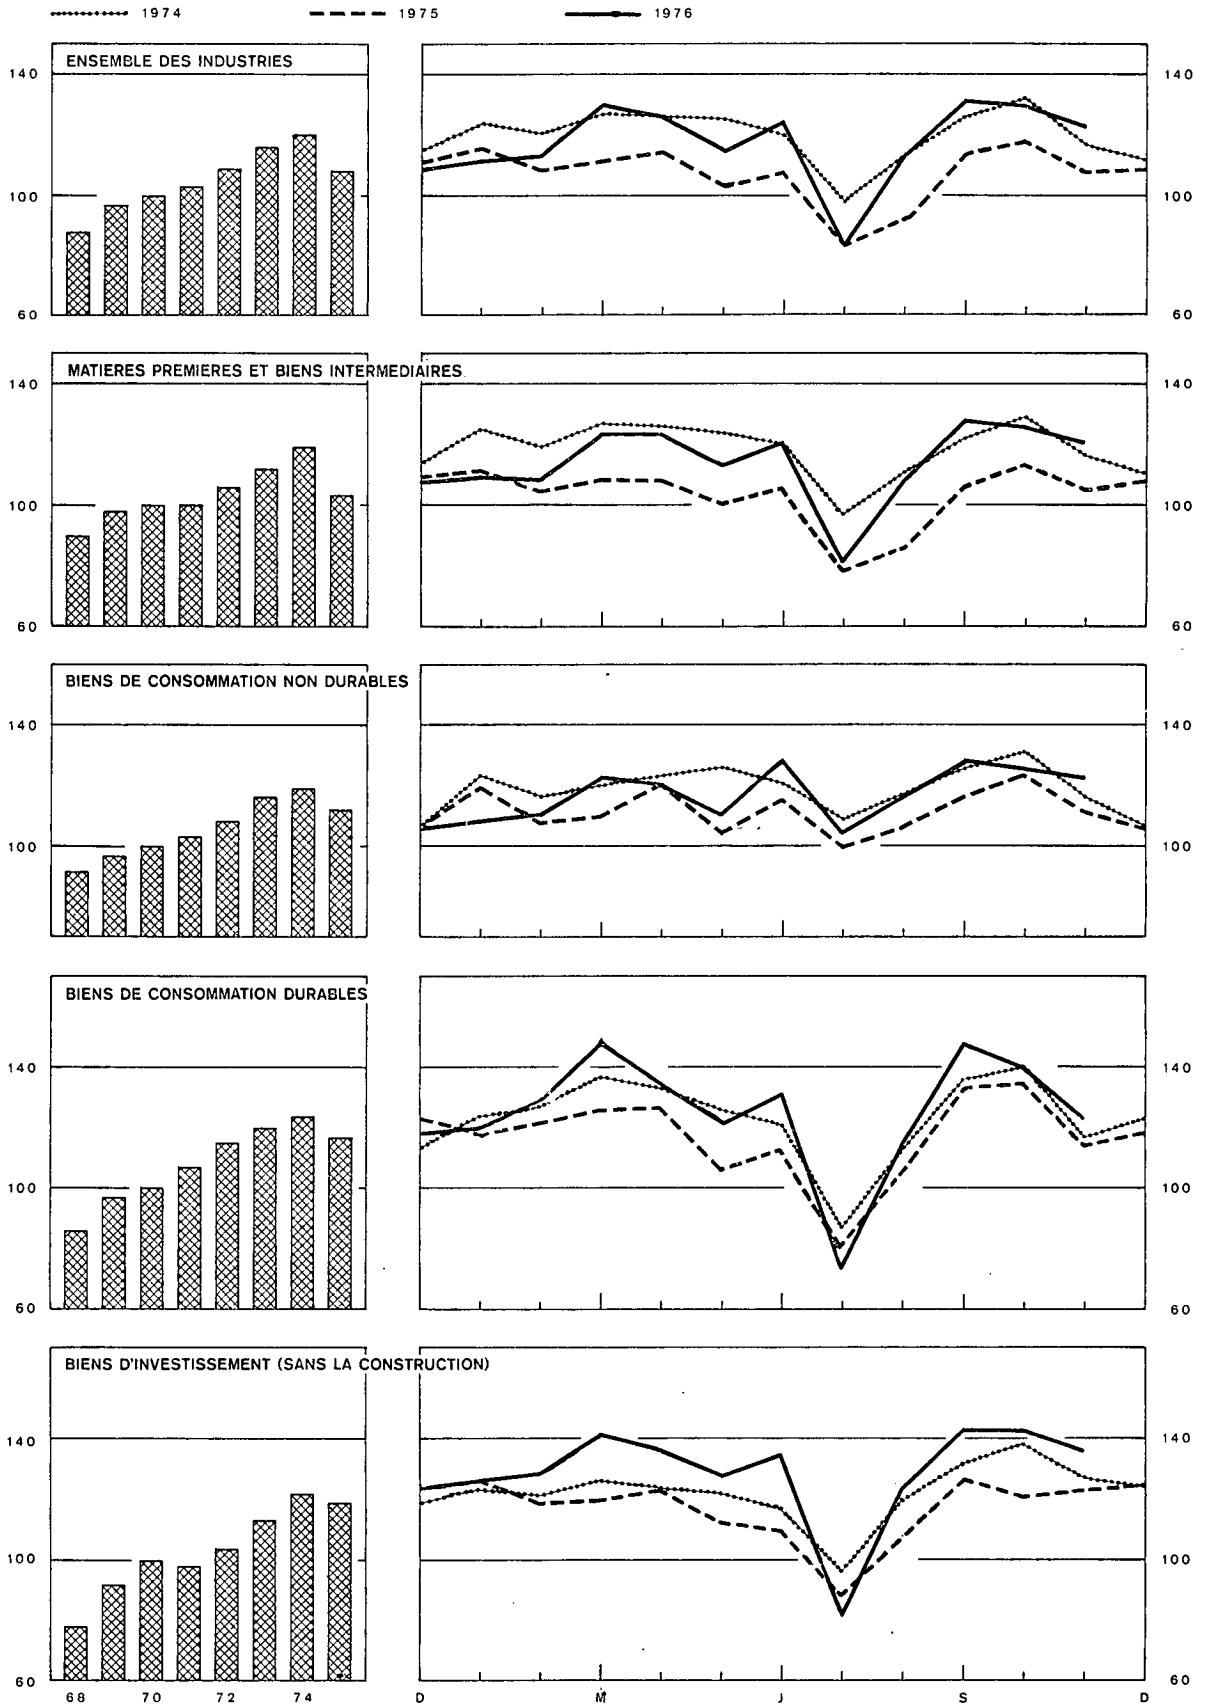 1974 1975 1976
ENSEMBLE DES INDUSTRIES
140 140
100 100
60 60
MATIERES PREMIERES ET BIENS INTERMEDIAIRES
140 140
100 100
60 60
BIENS DE CONSOMMATION NON DURABLES
140 140
100 100
BIENS DE CONSOMMATION DURABLES
140 140
100 100
60 60
BIENS D'INVESTISSEMENT (SANS LA CONSTRUCTION)
140 140
100 100
60 60
68 70 72 74 D M J S D